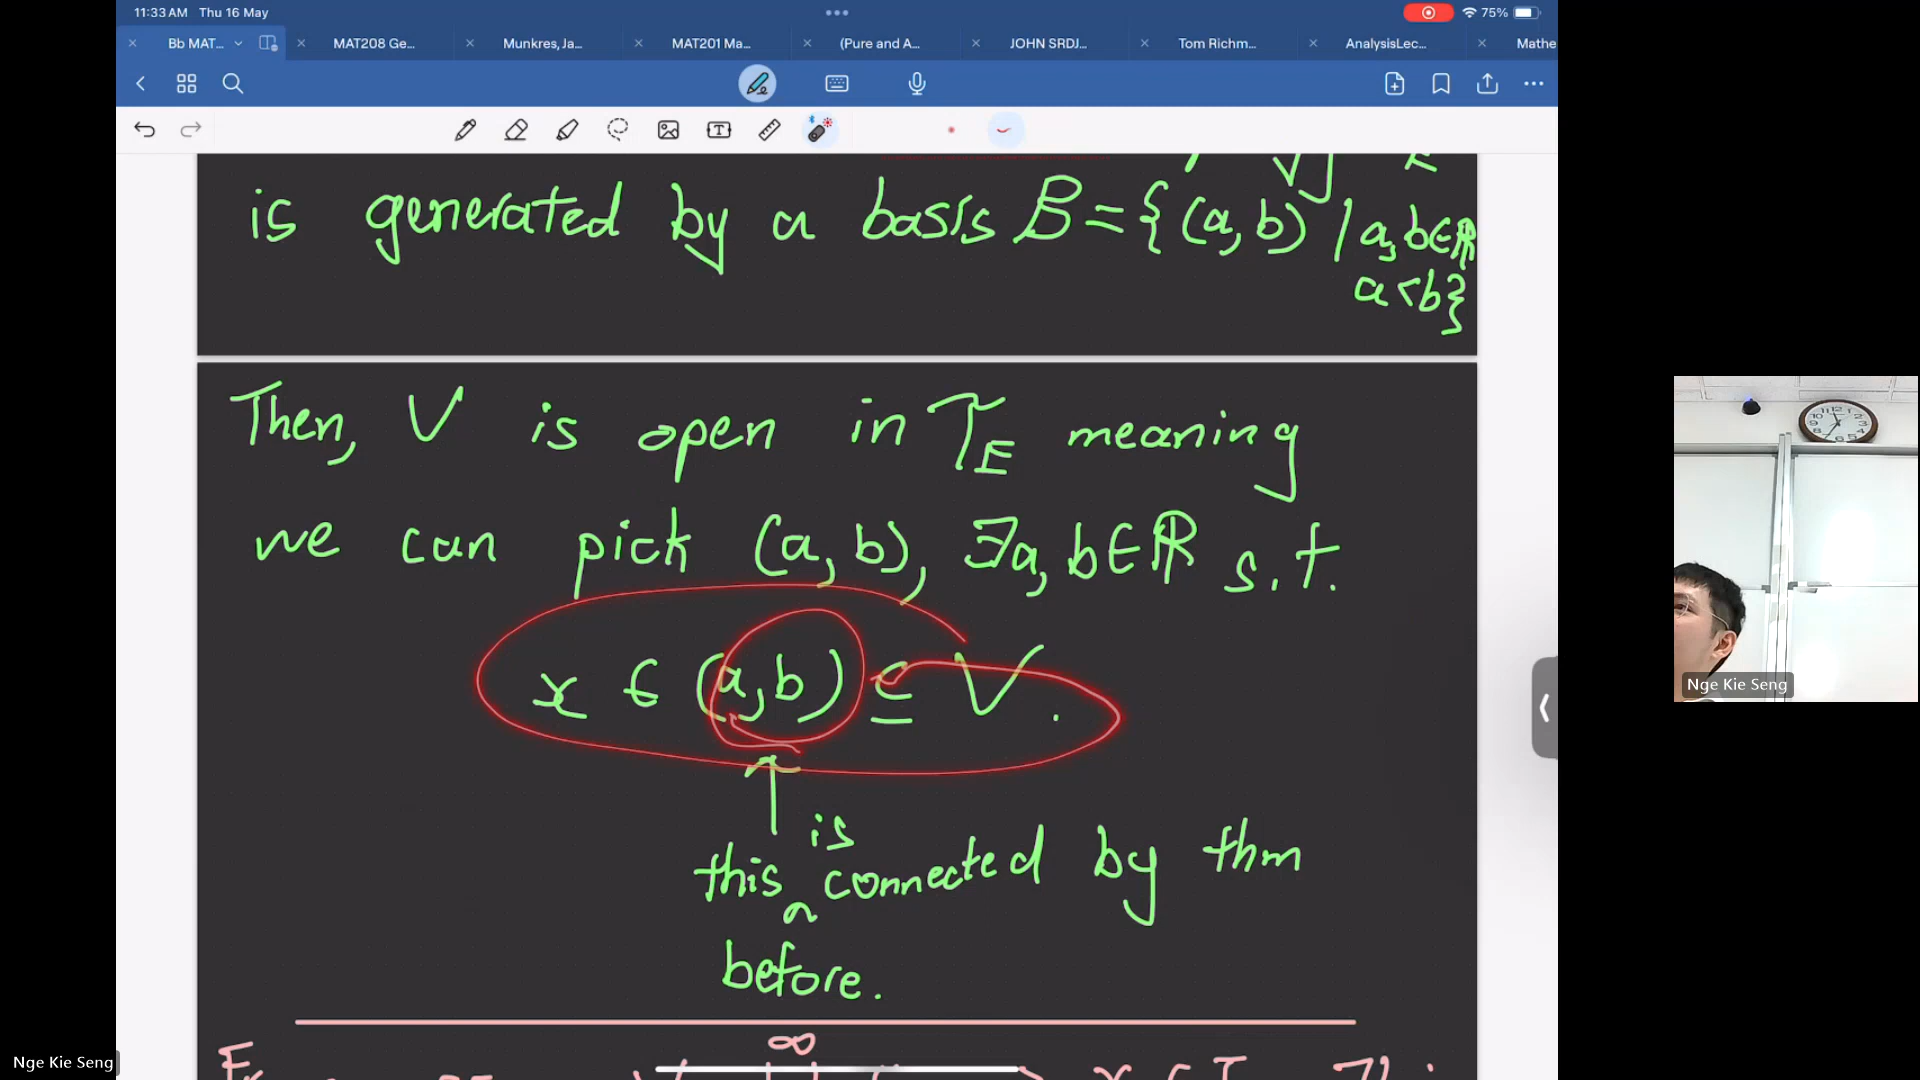 11:33 AM Thu 16 May
75%
Bb MAT...
MAT208 Ge...
Munkres, Ja...
MAT201 Ma...
(Pure and A...
JOHN SRDJ...
Tom Richm...
AnalysisLec...
Mathe
is generated by a basis B = {(a, b) | a, b ∈ ℝ
a < b}
Then, V is open in T_E meaning
we can pick (a, b), ∃a, b ∈ ℝ s.t.
x ∈ (a, b) ⊆ V.
↑
is
this ^ connected by thm
before.
∞
Nge Kie Seng
Nge Kie Seng